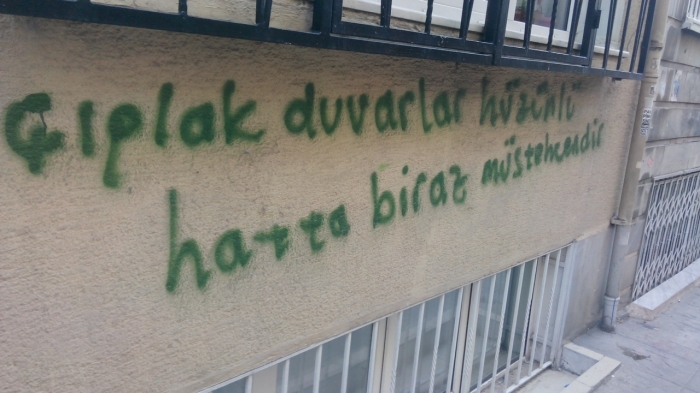 Çıplak duvarlar hüzünlü
hatta biraz müstehcendir